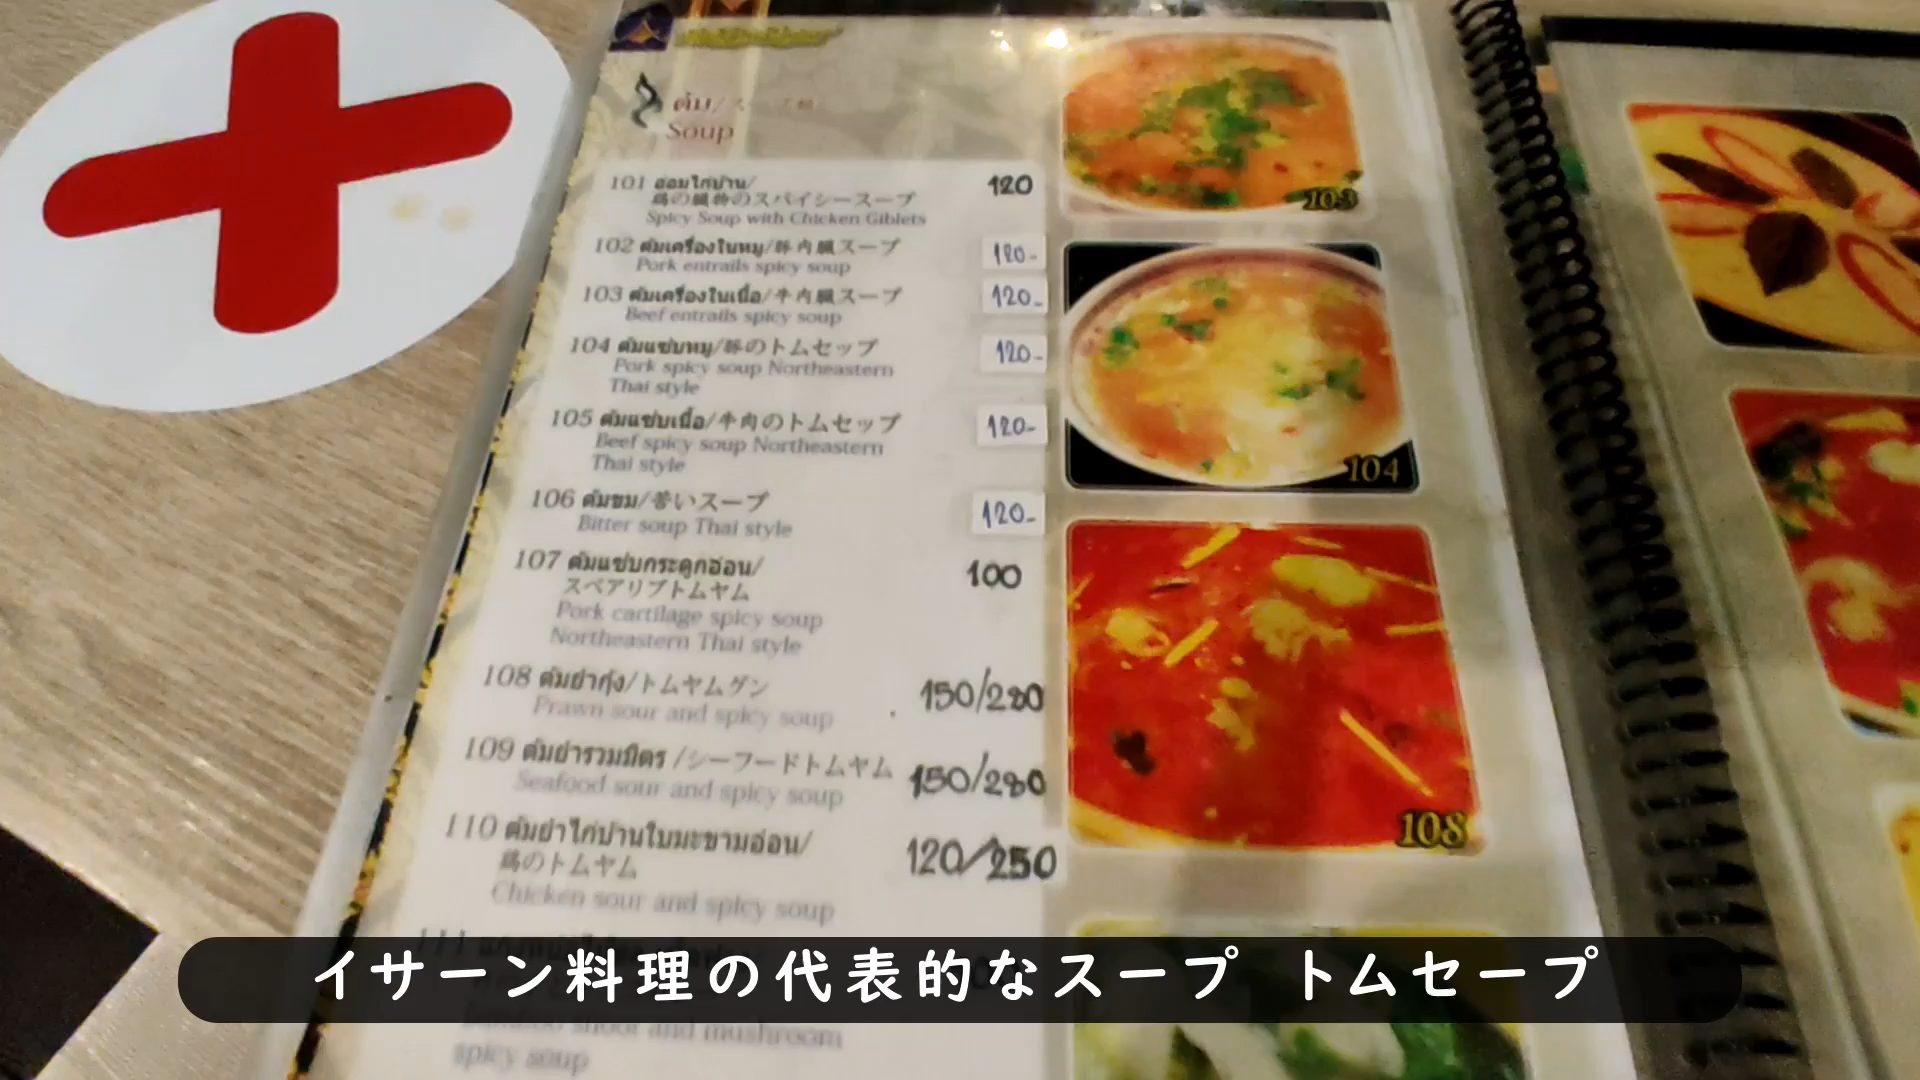 ต้ม/
Soup
101 อ่อมไก่บ้าน/ 120
鶏の臓物のスパイシースープ
Spicy Soup with Chicken Giblets
102 ต้มเครื่องในหมู/豚内臓スープ 120-
Pork entrails spicy soup
103 ต้มเครื่องในเนื้อ/牛内臓スープ 120-
Beef entrails spicy soup
104 ต้มแซ่บหมู/豚のトムセップ 120-
Pork spicy soup Northeastern
Thai style
105 ต้มแซ่บเนื้อ/牛肉のトムセップ 120-
Beef spicy soup Northeastern
Thai style
106 ต้มขม/苦いスープ 120-
Bitter soup Thai style
107 ต้มแซ่บกระดูกอ่อน/ 100
スペアリブトムヤム
Pork cartilage spicy soup
Northeastern Thai style
108 ต้มยำกุ้ง/トムヤムグン 150/280
Prawn sour and spicy soup
109 ต้มยำรวมมิตร /シーフードトムヤム 150/280
Seafood sour and spicy soup
110 ต้มยำไก่บ้านใบมะขามอ่อน/ 120/250
鶏のトムヤム
Chicken sour and spicy soup
111
Bamboo shoot and mushroom
spicy soup
103
104
108
イサーン料理の代表的なスープ トムセープ